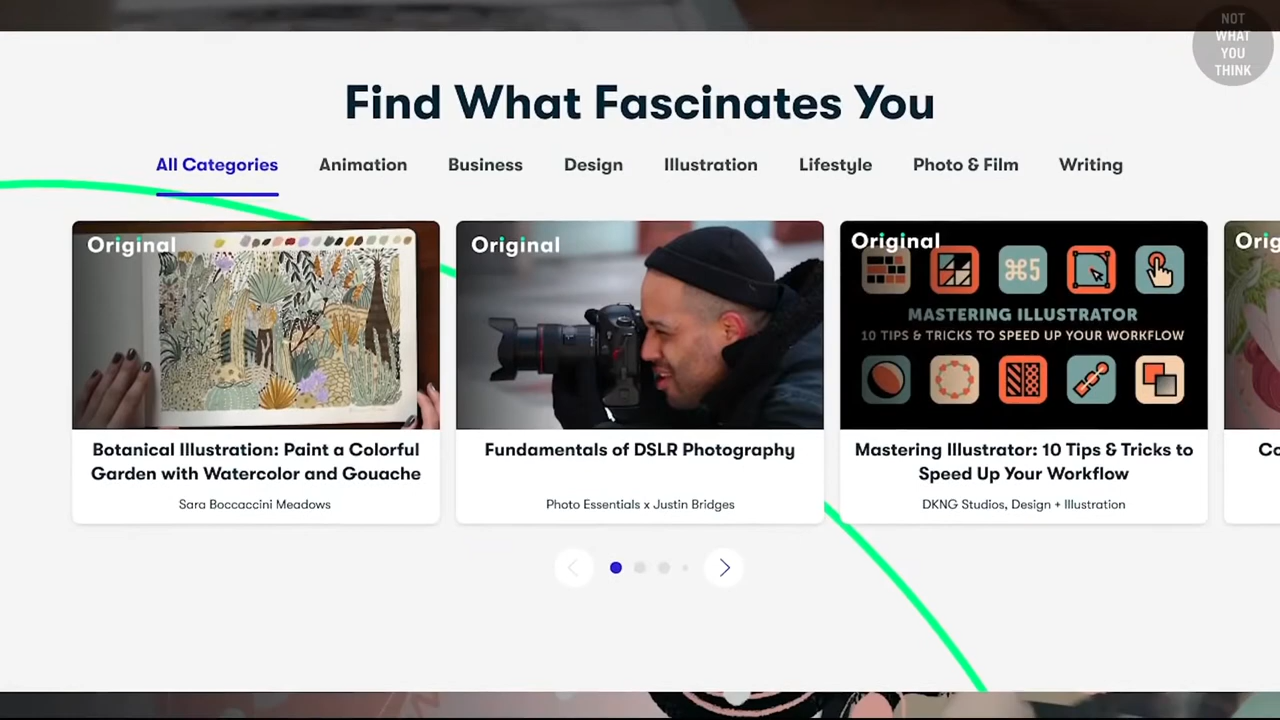 NOT
WHAT
YOU
THINK
Find What Fascinates You
All Categories Animation Business Design Illustration Lifestyle Photo & Film Writing
Original
Original
Original
⌘5
MASTERING ILLUSTRATOR
10 TIPS & TRICKS TO SPEED UP YOUR WORKFLOW
Botanical Illustration: Paint a Colorful
Garden with Watercolor and Gouache
Sara Boccaccini Meadows
Fundamentals of DSLR Photography
Photo Essentials x Justin Bridges
Mastering Illustrator: 10 Tips & Tricks to
Speed Up Your Workflow
DKNG Studios, Design + Illustration